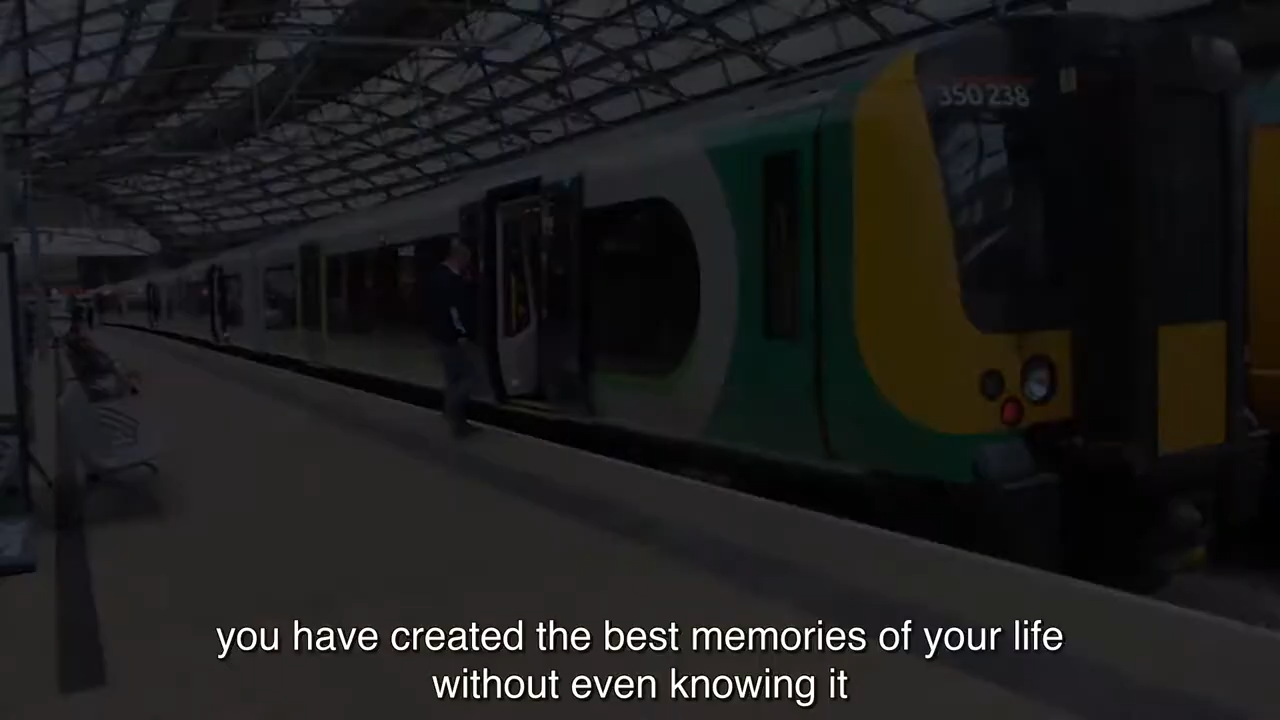 350 238
you have created the best memories of your life
without even knowing it